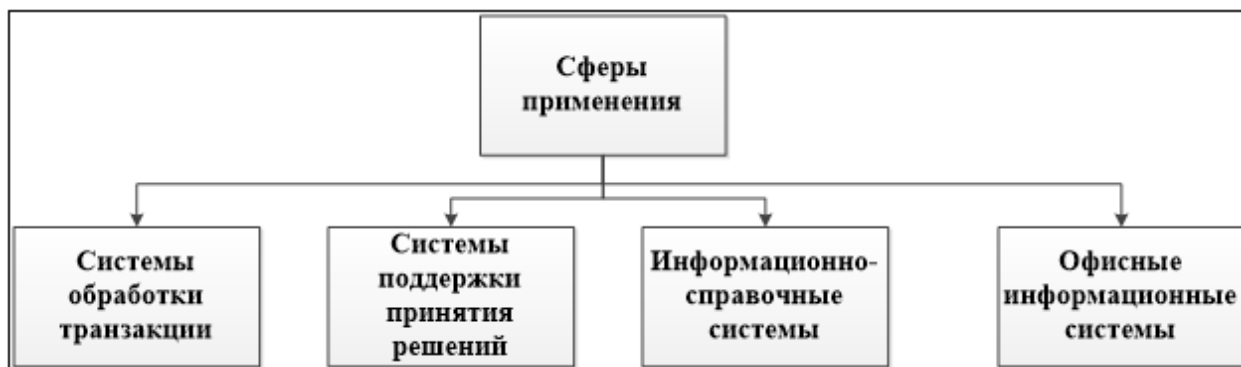 Сферы
применения
Системы
обработки
транзакции
Системы
поддержки
принятия
решений
Информационно-
справочные
системы
Офисные
информационные
системы